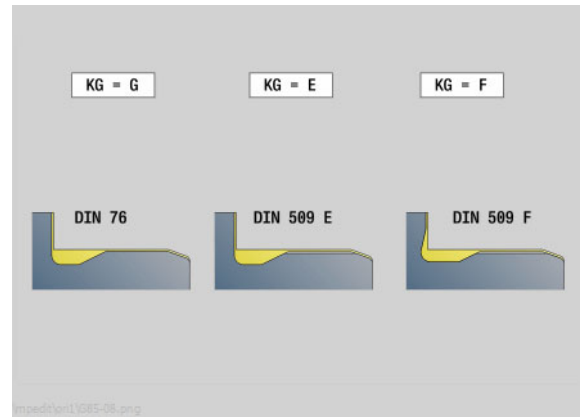 KG = G
KG = E
KG = F
DIN 76
DIN 509 E
DIN 509 F